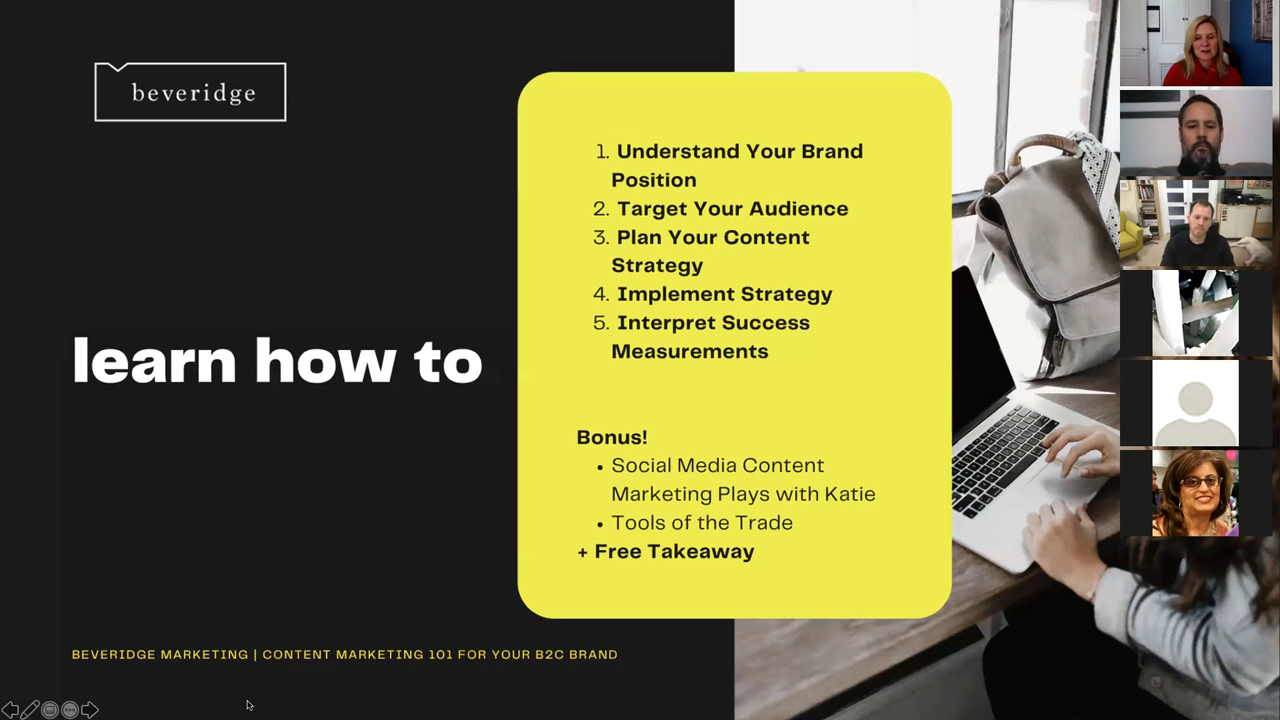 beveridge
learn how to
1. Understand Your Brand
Position
2. Target Your Audience
3. Plan Your Content
Strategy
4. Implement Strategy
5. Interpret Success
Measurements
Bonus!
• Social Media Content
Marketing Plays with Katie
• Tools of the Trade
+ Free Takeaway
BEVERIDGE MARKETING | CONTENT MARKETING 101 FOR YOUR B2C BRAND